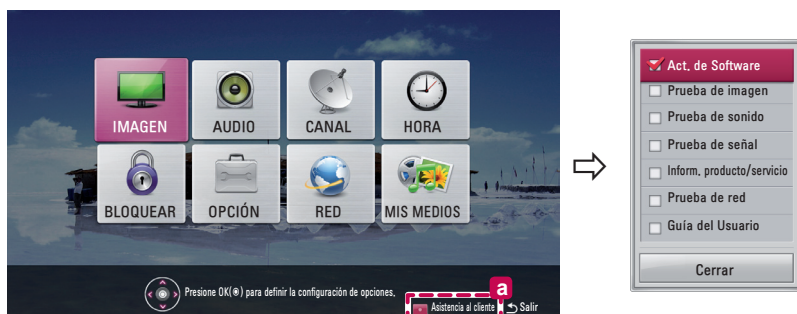 IMAGEN AUDIO CANAL HORA
BLOQUEAR OPCIÓN RED MIS MEDIOS
Presione OK(◉) para definir la configuración de opciones,
a
Asistencia al cliente Salir
Act. de Software
Prueba de imagen
Prueba de sonido
Prueba de señal
Inform. producto/servicio
Prueba de red
Guía del Usuario
Cerrar